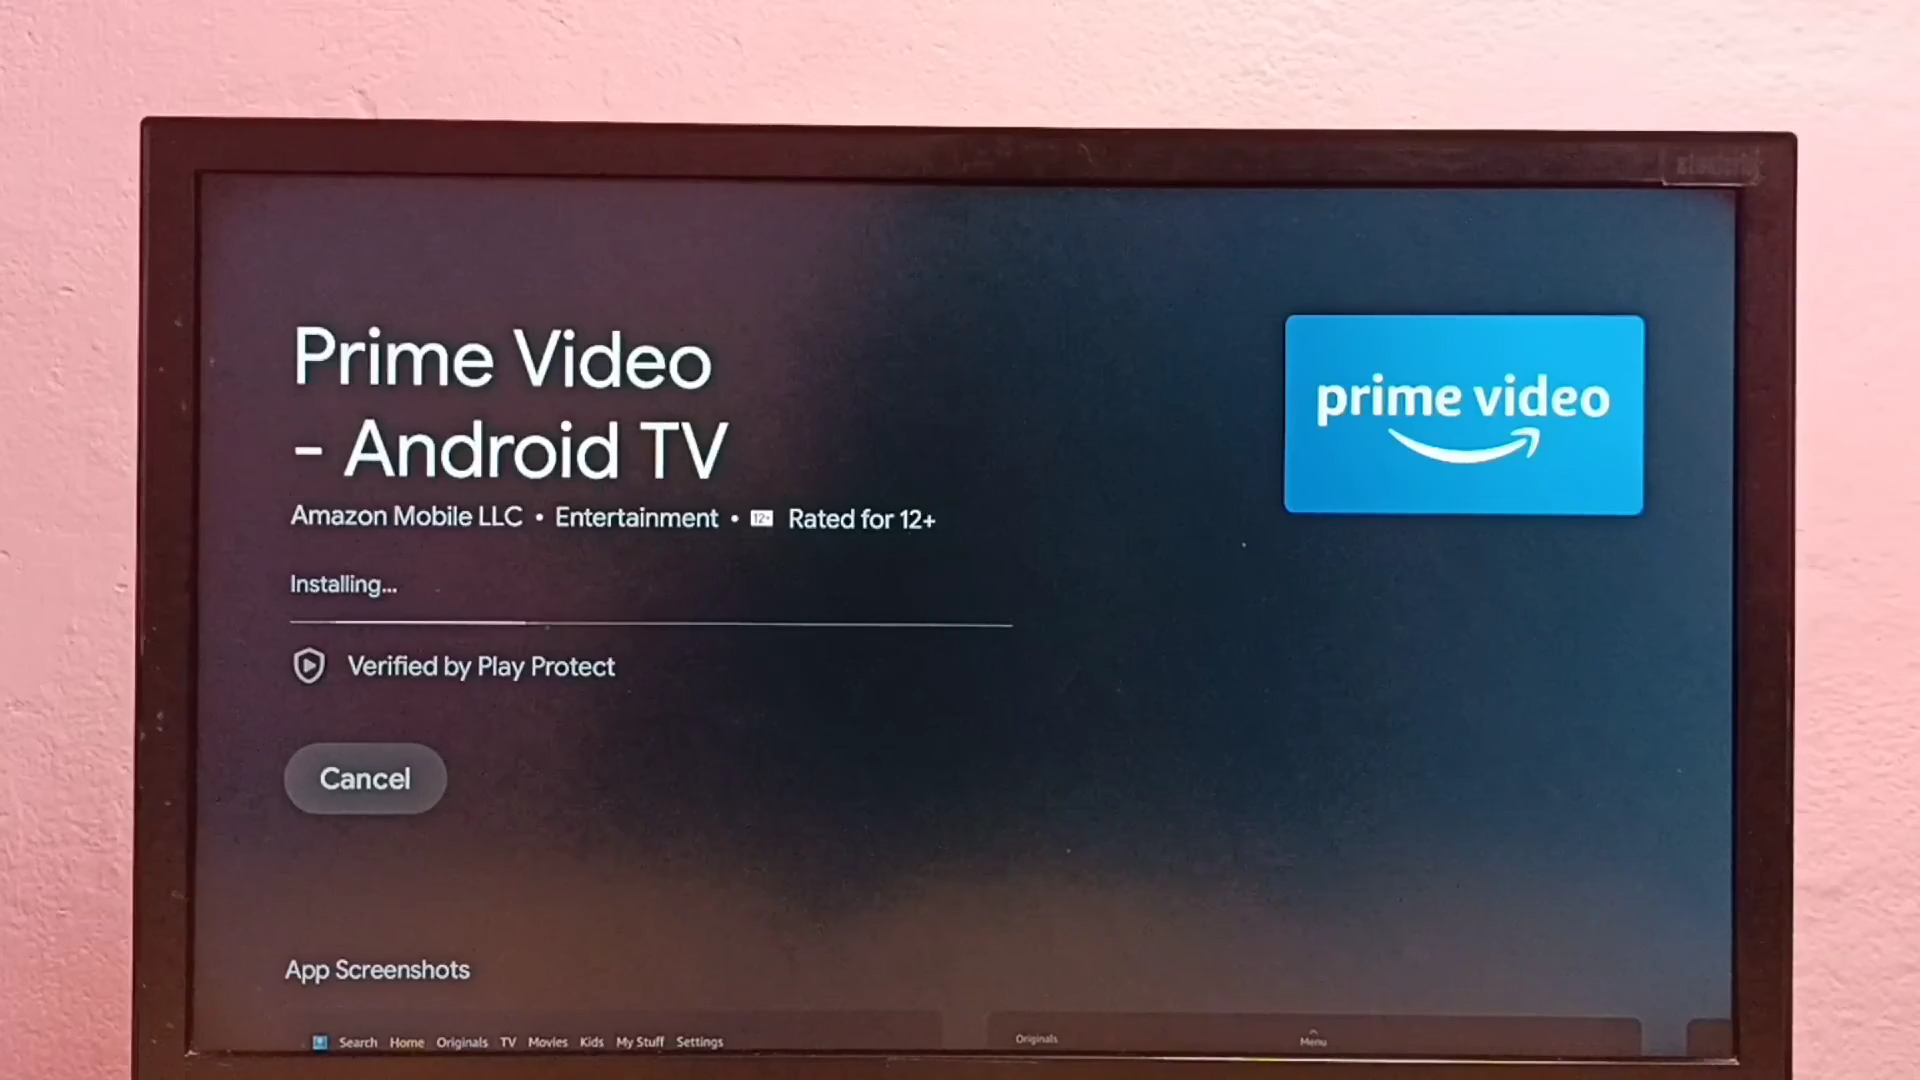 Prime Video
- Android TV
prime video
Amazon Mobile LLC • Entertainment • 12+ Rated for 12+
Installing...
Verified by Play Protect
Cancel
App Screenshots
Search Home Originals TV Movies Kids My Stuff Settings
Originals
Menu